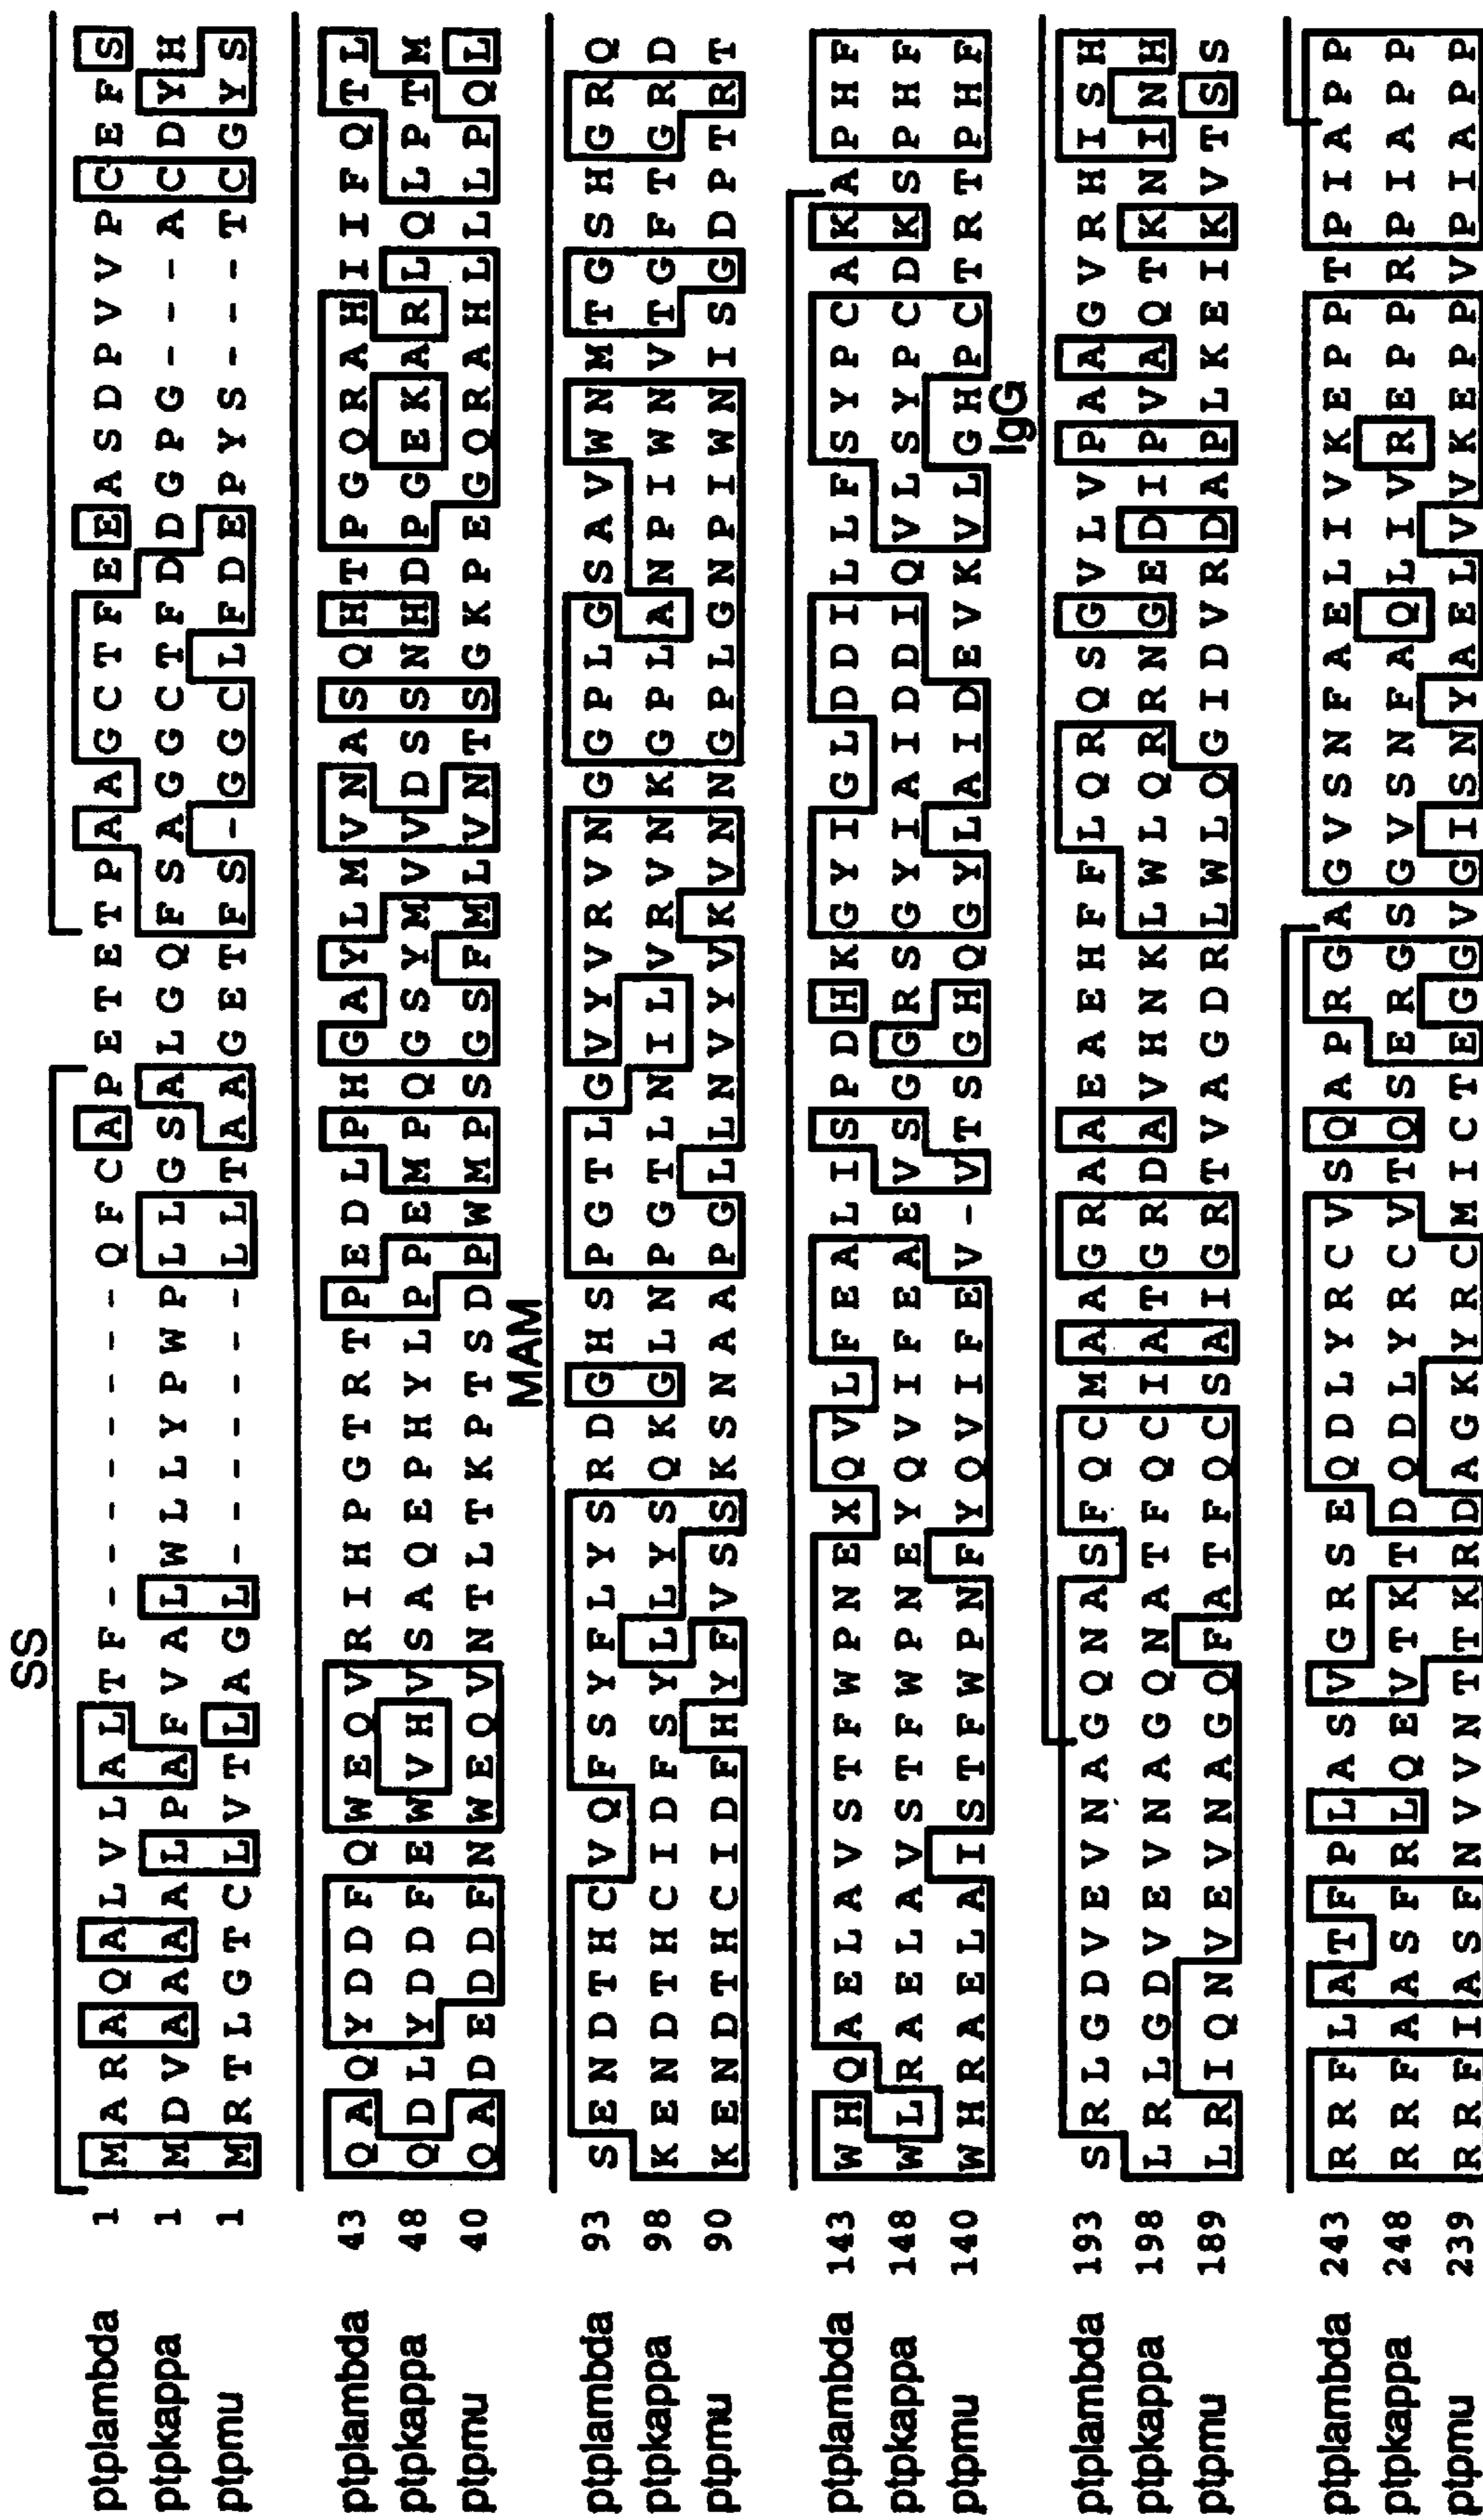 SS
ptplambda 1 M A R A Q A L V L A L T F - - - - - - - - Q F C A P E T E T P A A G C T F E E A S D P V V P C E F S
ptpkappa 1 M D V A A A A L P A F V A L W L L Y P W P L L G S A L G Q F S A G G C T F D D G P G - - - A C D Y H
ptpmu 1 M R T L G T C L V T L A G L - - - - - - - L L T A A G E T F S - G G C L F D E P Y S - - - T C G Y S
ptplambda 43 Q A Q Y D D F Q W E Q V R I H P G T R T P E D L P H G A Y L M V N A S Q H T P G Q R A H I I F Q T L
ptpkappa 48 Q D L Y D D F E W V H V S A Q E P H Y L P P E M P Q G S Y M V V D S S N H D P G E K A R L Q L P T M
ptpmu 40 Q A D E D D F N W E Q V N T L T K P T S D P W M P S G S F M L V N T S G K P E G Q R A H L L L P Q L
MAM
ptplambda 93 S E N D T H C V Q F S Y F L Y S R D G H S P G T L G V Y V R V N G G P L G S A V W N M T G S H G R Q
ptpkappa 98 K E N D T H C I D F S Y L L Y S Q K G L N P G T L N I L V R V N K G P L A N P I W N V T G F T G R D
ptpmu 90 K E N D T H C I D F H Y F V S S K S N A A P G L L N V Y V K V N N G P L G N P I W N I S G D P T R T
ptplambda 143 W H Q A E L A V S T F W P N E X Q V L F E A L I S P D H K G Y I G L D D I L L F S Y P C A K A P H F
ptpkappa 148 W L R A E L A V S T F W P N E Y Q V I F E A E V S G G R S G Y I A I D D I Q V L S Y P C D K S P H F
ptpmu 140 W H R A E L A I S T F W P N F Y Q V I F E V - V T S G H Q G Y L A I D E V K V L G H P C T R T P H F
IgG
ptplambda 193 S R L G D V E V N A G Q N A S F Q C M A A G R A A E A E H F F L Q R Q S G V L V P A A G V R H I S H
ptpkappa 198 L R L G D V E V N A G Q N A T F Q C I A T G R D A V H N K L W L Q R R N G E D I P V A Q T K N I N H
ptpmu 189 L R I Q N V E V N A G Q F A T F Q C S A I G R T V A G D R L W L Q G I D V R D A P L K E I K V T S S
ptplambda 243 R R F L A T F P L A S V G R S E Q D L Y R C V S Q A P R G A G V S N F A E L I V K E P P T P I A P P
ptpkappa 248 R R F A A S F R L Q E V T K T D Q D L Y R C V T Q S E R G S G V S N F A Q L I V R E P P R P I A P P
ptpmu 239 R R F I A S F N V V N T T K R D A G K Y R C M I C T E G G V G I S N Y A E L V V K E P P V P I A P P